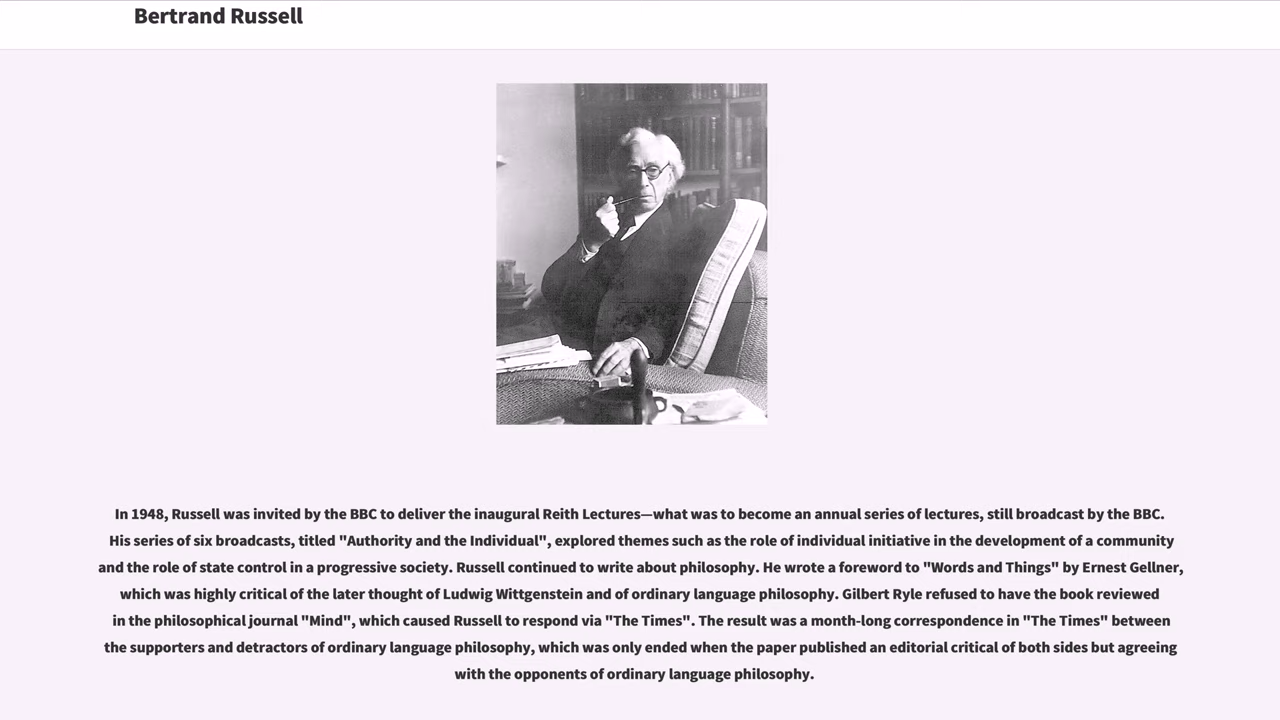 Bertrand Russell
In 1948, Russell was invited by the BBC to deliver the inaugural Reith Lectures—what was to become an annual series of lectures, still broadcast by the BBC.
His series of six broadcasts, titled "Authority and the Individual", explored themes such as the role of individual initiative in the development of a community
and the role of state control in a progressive society. Russell continued to write about philosophy. He wrote a foreword to "Words and Things" by Ernest Gellner,
which was highly critical of the later thought of Ludwig Wittgenstein and of ordinary language philosophy. Gilbert Ryle refused to have the book reviewed
in the philosophical journal "Mind", which caused Russell to respond via "The Times". The result was a month-long correspondence in "The Times" between
the supporters and detractors of ordinary language philosophy, which was only ended when the paper published an editorial critical of both sides but agreeing
with the opponents of ordinary language philosophy.